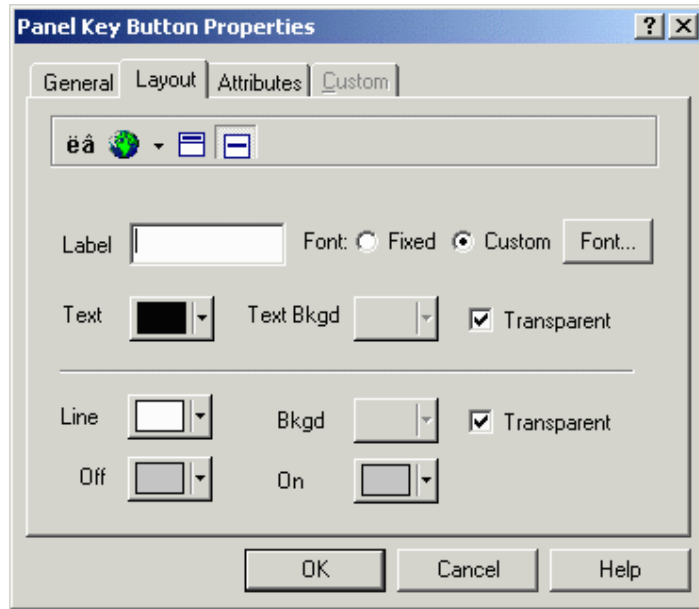 Panel Key Button Properties
General Layout Attributes Custom
ëâ
Label Font: Fixed Custom Font...
Text Text Bkgd Transparent
Line Bkgd Transparent
Off On
OK Cancel Help